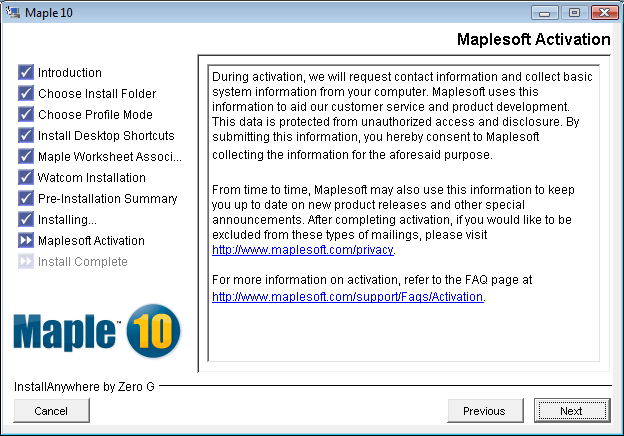 Maple 10
Maplesoft Activation
Introduction
Choose Install Folder
Choose Profile Mode
Install Desktop Shortcuts
Maple Worksheet Associ...
Watcom Installation
Pre-Installation Summary
Installing...
Maplesoft Activation
Install Complete
Maple™ 10
During activation, we will request contact information and collect basic
system information from your computer. Maplesoft uses this
information to aid our customer service and product development.
This data is protected from unauthorized access and disclosure. By
submitting this information, you hereby consent to Maplesoft
collecting the information for the aforesaid purpose.
From time to time, Maplesoft may also use this information to keep
you up to date on new product releases and other special
announcements. After completing activation, if you would like to be
excluded from these types of mailings, please visit
http://www.maplesoft.com/privacy.
For more information on activation, refer to the FAQ page at
http://www.maplesoft.com/support/Faqs/Activation.
InstallAnywhere by Zero G
Cancel
Previous
Next